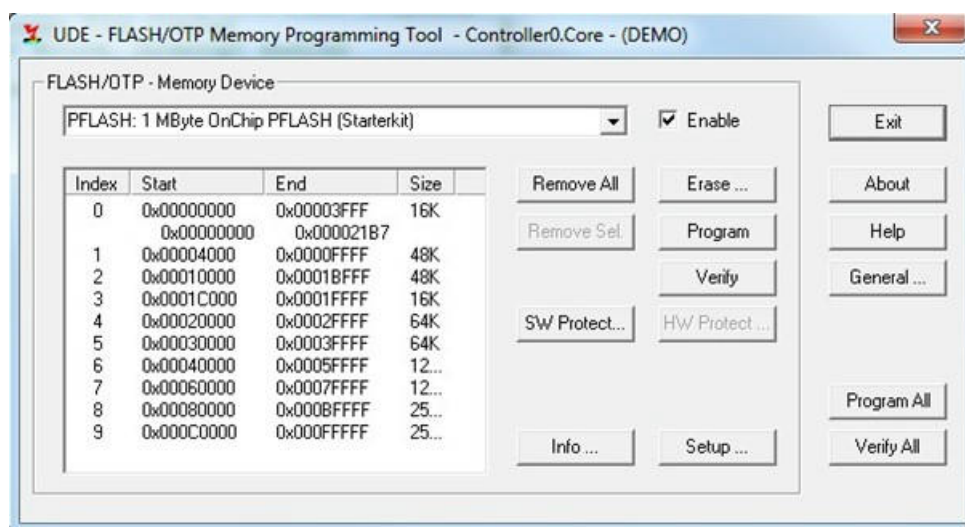 UDE - FLASH/OTP Memory Programming Tool - Controller0.Core - (DEMO)
FLASH/OTP - Memory Device
PFLASH: 1 MByte OnChip PFLASH (Starterkit)
Enable
Exit
Index Start End Size
0 0x00000000 0x00003FFF 16K
0x00000000 0x000021B7
1 0x00004000 0x0000FFFF 48K
2 0x00010000 0x0001BFFF 48K
3 0x0001C000 0x0001FFFF 16K
4 0x00020000 0x0002FFFF 64K
5 0x00030000 0x0003FFFF 64K
6 0x00040000 0x0005FFFF 12...
7 0x00060000 0x0007FFFF 12...
8 0x00080000 0x000BFFFF 25...
9 0x000C0000 0x000FFFFF 25...
Remove All
Erase ...
About
Remove Sel.
Program
Help
Verify
General ...
SW Protect...
HW Protect ...
Program All
Info ...
Setup ...
Verify All